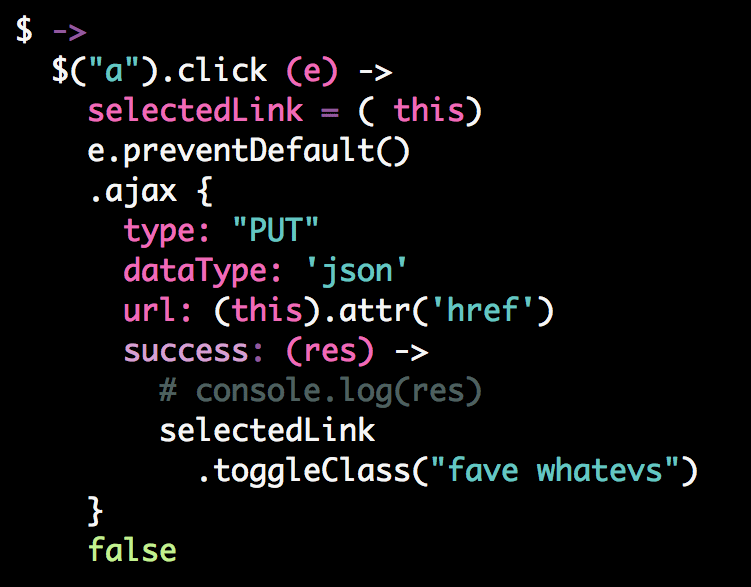 $ ->
  $("a").click (e) ->
    selectedLink = ( this)
    e.preventDefault()
    .ajax {
      type: "PUT"
      dataType: 'json'
      url: (this).attr('href')
      success: (res) ->
        # console.log(res)
        selectedLink
          .toggleClass("fave whatevs")
    }
    false